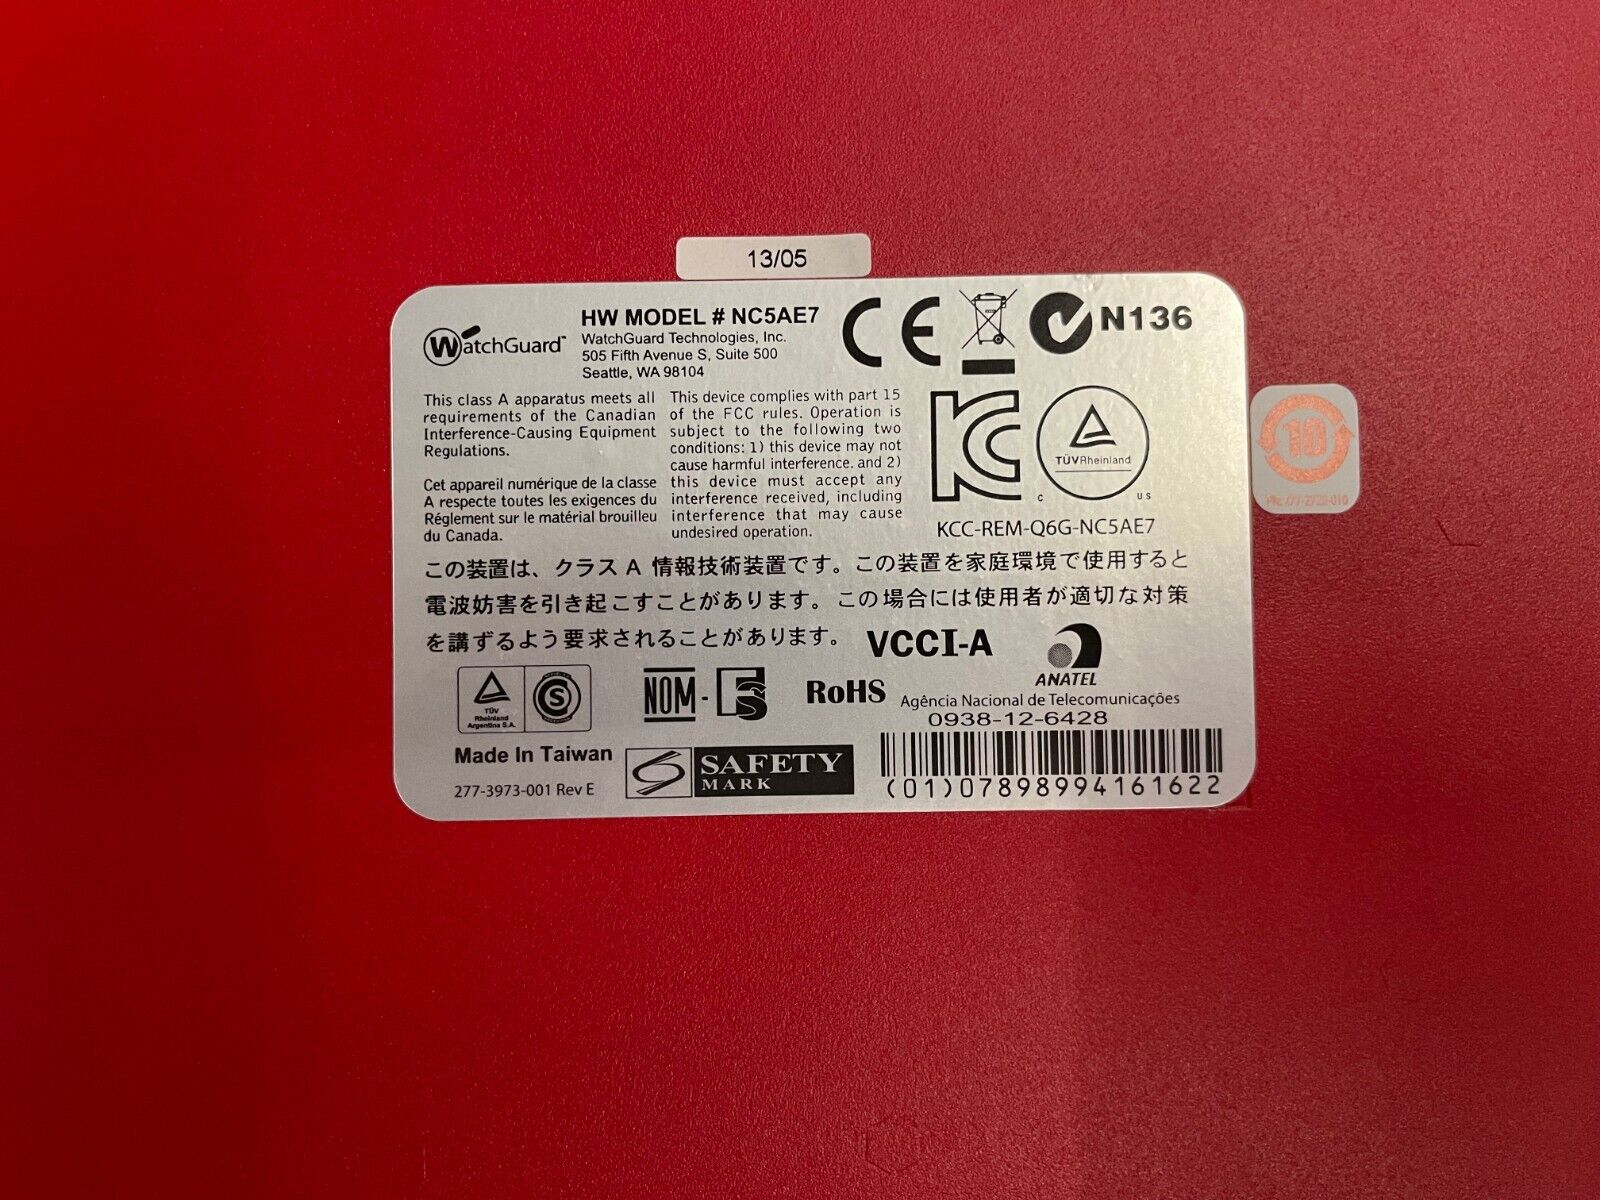 13/05
WatchGuard
HW MODEL # NC5AE7
WatchGuard Technologies, Inc.
505 Fifth Avenue S, Suite 500
Seattle, WA 98104
CE
N136
This class A apparatus meets all
requirements of the Canadian
Interference-Causing Equipment
Regulations.
Cet appareil numérique de la classe
A respecte toutes les exigences du
Réglement sur le matérial brouilleu
du Canada.
This device complies with part 15
of the FCC rules. Operation is
subject to the following two
conditions: 1) this device may not
cause harmful interference. and 2)
this device must accept any
interference received, including
interference that may cause
undesired operation.
KC
TÜVRheinland
C US
KCC-REM-Q6G-NC5AE7
10
この装置は、クラス A 情報技術装置です。この装置を家庭環境で使用すると
電波妨害を引き起こすことがあります。この場合には使用者が適切な対策
を講ずるよう要求されることがあります。
VCCI-A
ANATEL
Agência Nacional de Telecomunicações
0938-12-6428
TÜV
Rheinland
Argentina S.A.
S
NOM-
RoHS
Made In Taiwan
277-3973-001 Rev E
SAFETY
MARK
(01)07898994161622